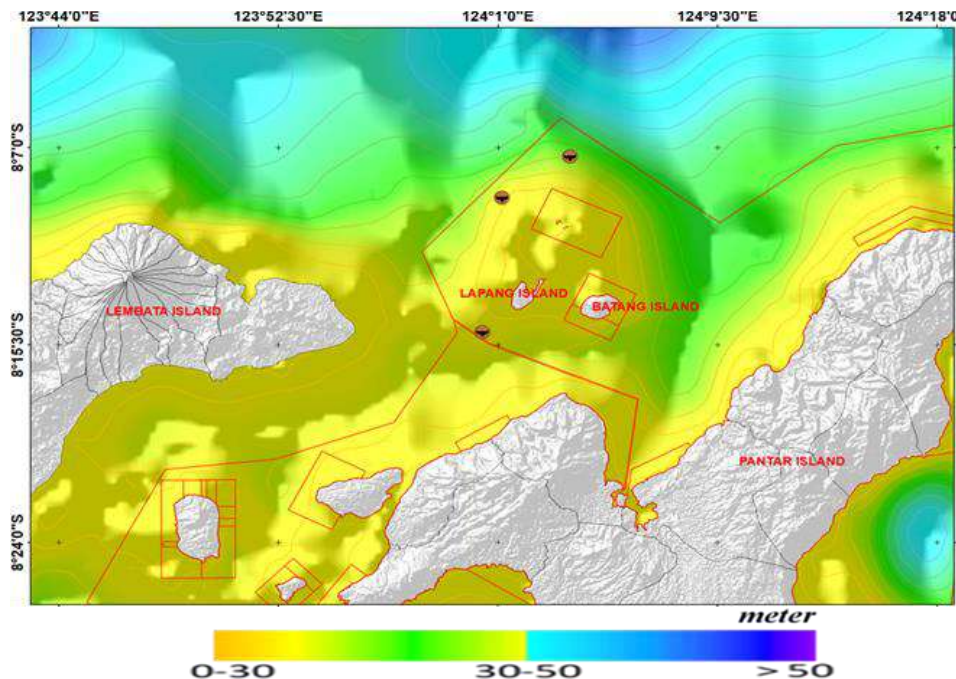 123°44'0"E 123°52'30"E 124°1'0"E 124°9'30"E 124°18'0
8°7'0"S
LAPANG ISLAND
BATANG ISLAND
LEMBATA ISLAND
8°15'30"S
PANTAR ISLAND
8°24'0"S
meter
0-30 30-50 > 50